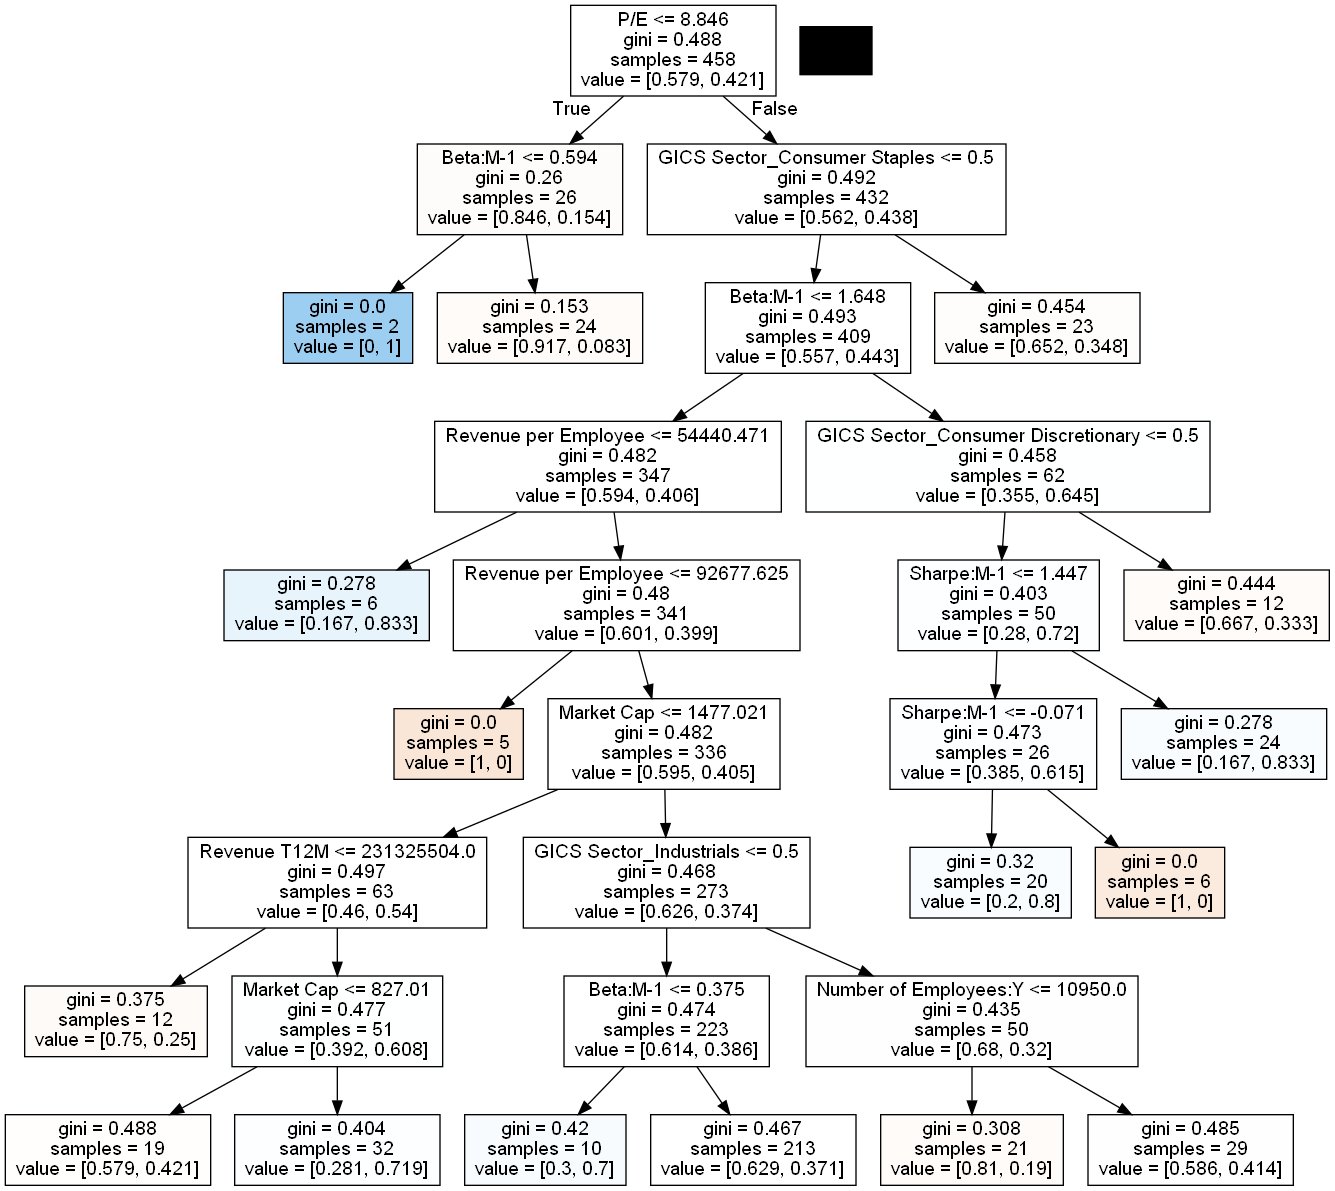 P/E <= 8.846
gini = 0.488
samples = 458
value = [0.579, 0.421]
True
False
Beta:M-1 <= 0.594
gini = 0.26
samples = 26
value = [0.846, 0.154]
GICS Sector_Consumer Staples <= 0.5
gini = 0.492
samples = 432
value = [0.562, 0.438]
gini = 0.0
samples = 2
value = [0, 1]
gini = 0.153
samples = 24
value = [0.917, 0.083]
Beta:M-1 <= 1.648
gini = 0.493
samples = 409
value = [0.557, 0.443]
gini = 0.454
samples = 23
value = [0.652, 0.348]
Revenue per Employee <= 54440.471
gini = 0.482
samples = 347
value = [0.594, 0.406]
GICS Sector_Consumer Discretionary <= 0.5
gini = 0.458
samples = 62
value = [0.355, 0.645]
gini = 0.278
samples = 6
value = [0.167, 0.833]
Revenue per Employee <= 92677.625
gini = 0.48
samples = 341
value = [0.601, 0.399]
Sharpe:M-1 <= 1.447
gini = 0.403
samples = 50
value = [0.28, 0.72]
gini = 0.444
samples = 12
value = [0.667, 0.333]
gini = 0.0
samples = 5
value = [1, 0]
Market Cap <= 1477.021
gini = 0.482
samples = 336
value = [0.595, 0.405]
Sharpe:M-1 <= -0.071
gini = 0.473
samples = 26
value = [0.385, 0.615]
gini = 0.278
samples = 24
value = [0.167, 0.833]
Revenue T12M <= 231325504.0
gini = 0.497
samples = 63
value = [0.46, 0.54]
GICS Sector_Industrials <= 0.5
gini = 0.468
samples = 273
value = [0.626, 0.374]
gini = 0.32
samples = 20
value = [0.2, 0.8]
gini = 0.0
samples = 6
value = [1, 0]
gini = 0.375
samples = 12
value = [0.75, 0.25]
Market Cap <= 827.01
gini = 0.477
samples = 51
value = [0.392, 0.608]
Beta:M-1 <= 0.375
gini = 0.474
samples = 223
value = [0.614, 0.386]
Number of Employees:Y <= 10950.0
gini = 0.435
samples = 50
value = [0.68, 0.32]
gini = 0.488
samples = 19
value = [0.579, 0.421]
gini = 0.404
samples = 32
value = [0.281, 0.719]
gini = 0.42
samples = 10
value = [0.3, 0.7]
gini = 0.467
samples = 213
value = [0.629, 0.371]
gini = 0.308
samples = 21
value = [0.81, 0.19]
gini = 0.485
samples = 29
value = [0.586, 0.414]